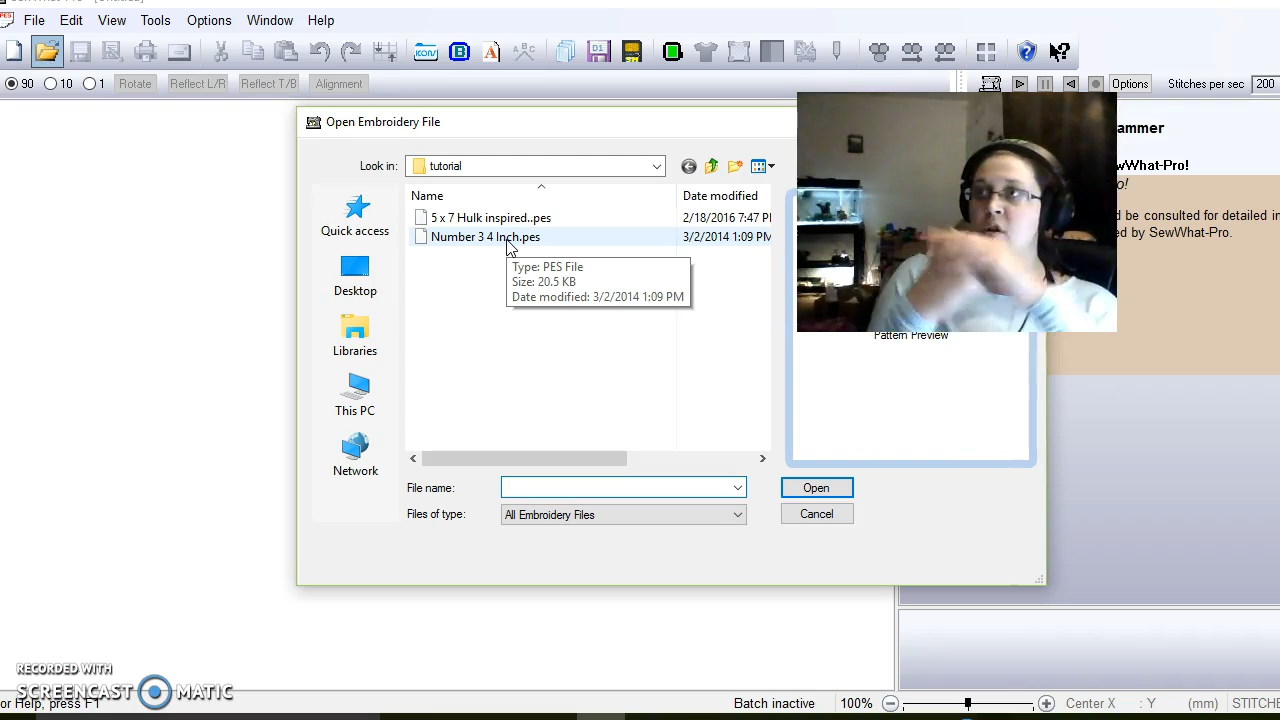 File Edit View Tools Options Window Help
KONS B A ABC D1
90 10 1 Rotate Reflect L/R Reflect T/B Alignment Options Stitches per sec 200
Open Embroidery File
Look in: tutorial
Name Date modified
5 x 7 Hulk inspired..pes 2/18/2016 7:47 P
Number 3 4 Inch.pes 3/2/2014 1:09 PM
Type: PES File
Size: 20.5 KB
Date modified: 3/2/2014 1:09 PM
Quick access
Desktop
Libraries
This PC
Network
Pattern Preview
File name: Open
Files of type: All Embroidery Files Cancel
ammer
wWhat-Pro!
o!
d be consulted for detailed in
ed by SewWhat-Pro.
RECORDED WITH
SCREENCAST MATIC
or Help, press F1 Batch inactive 100% Center X : Y (mm) STITCHE